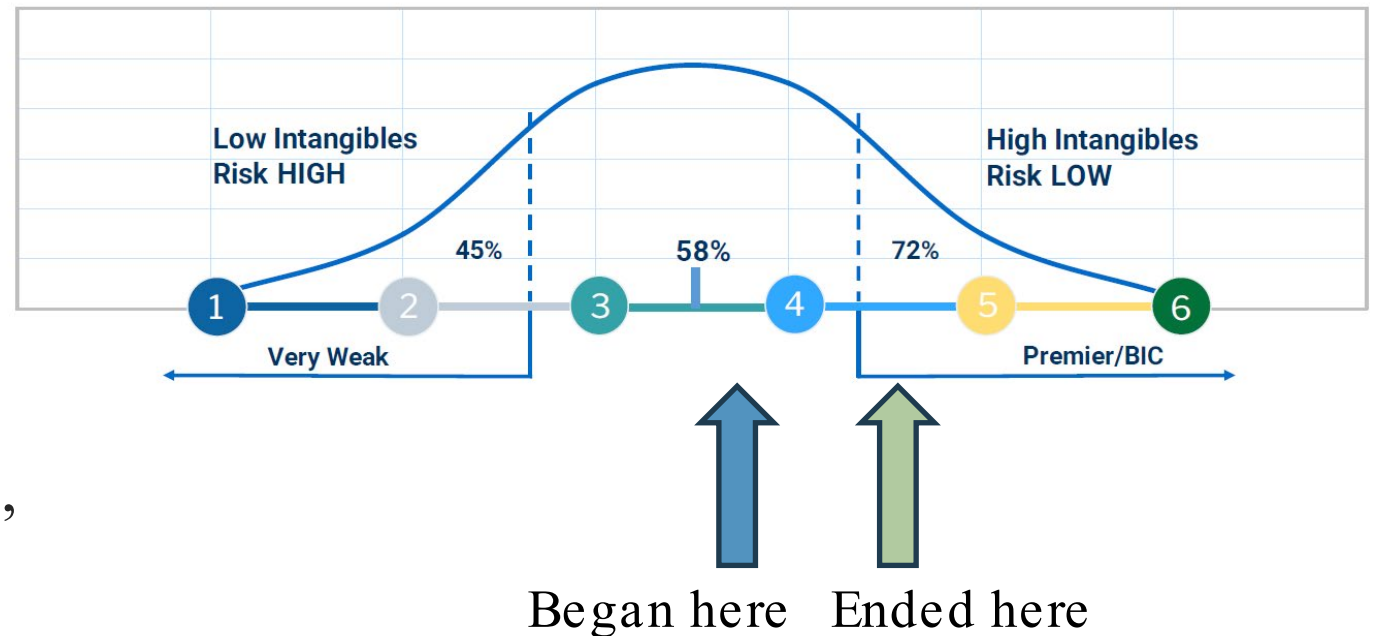 Low Intangibles
Risk HIGH
High Intangibles
Risk LOW
45%
58%
72%
1
2
3
4
5
6
Very Weak
Premier/BIC
,
Began here
Ended here